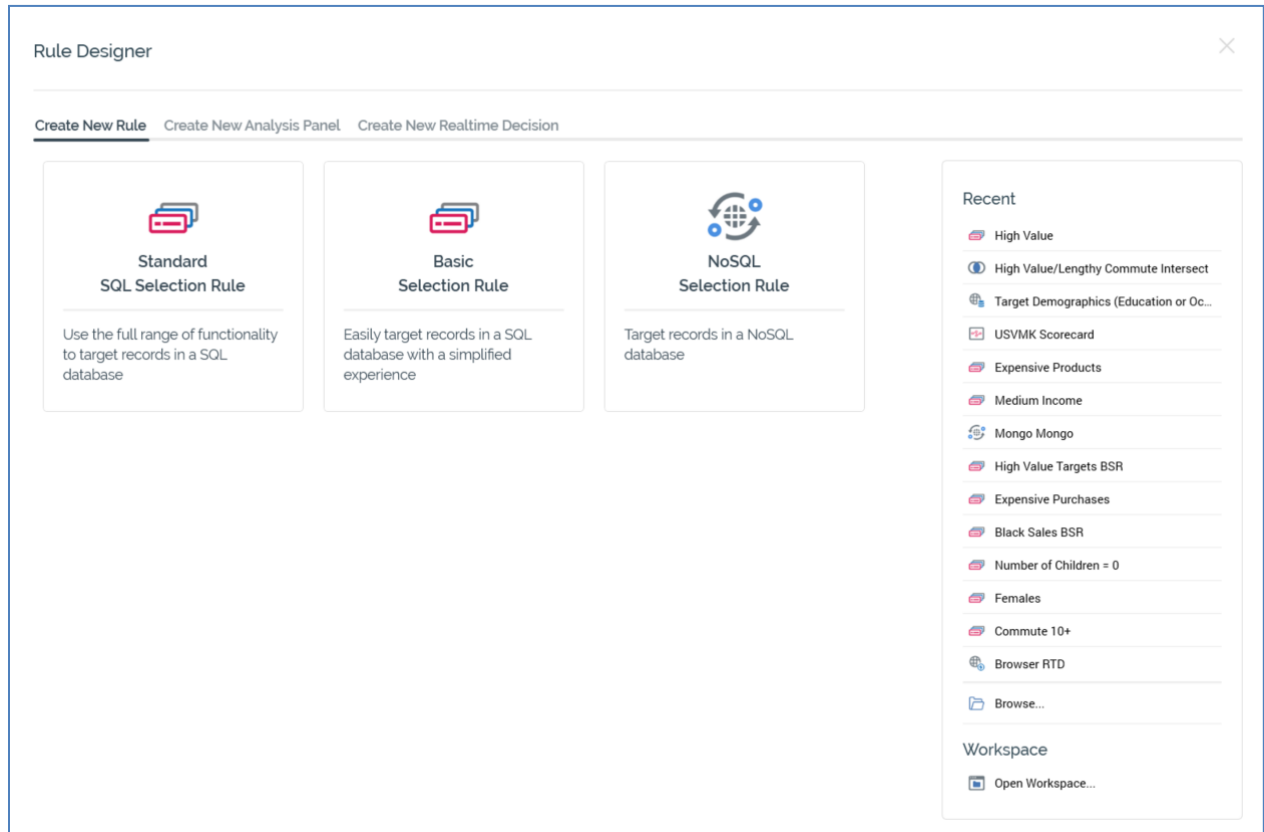 Rule Designer
Create New Rule Create New Analysis Panel Create New Realtime Decision
Standard
SQL Selection Rule
Use the full range of functionality
to target records in a SQL
database
Basic
Selection Rule
Easily target records in a SQL
database with a simplified
experience
NoSQL
Selection Rule
Target records in a NoSQL
database
Recent
High Value
High Value/Lengthy Commute Intersect
Target Demographics (Education or Oc...
USVMK Scorecard
Expensive Products
Medium Income
Mongo Mongo
High Value Targets BSR
Expensive Purchases
Black Sales BSR
Number of Children = 0
Females
Commute 10+
Browser RTD
Browse...
Workspace
Open Workspace...